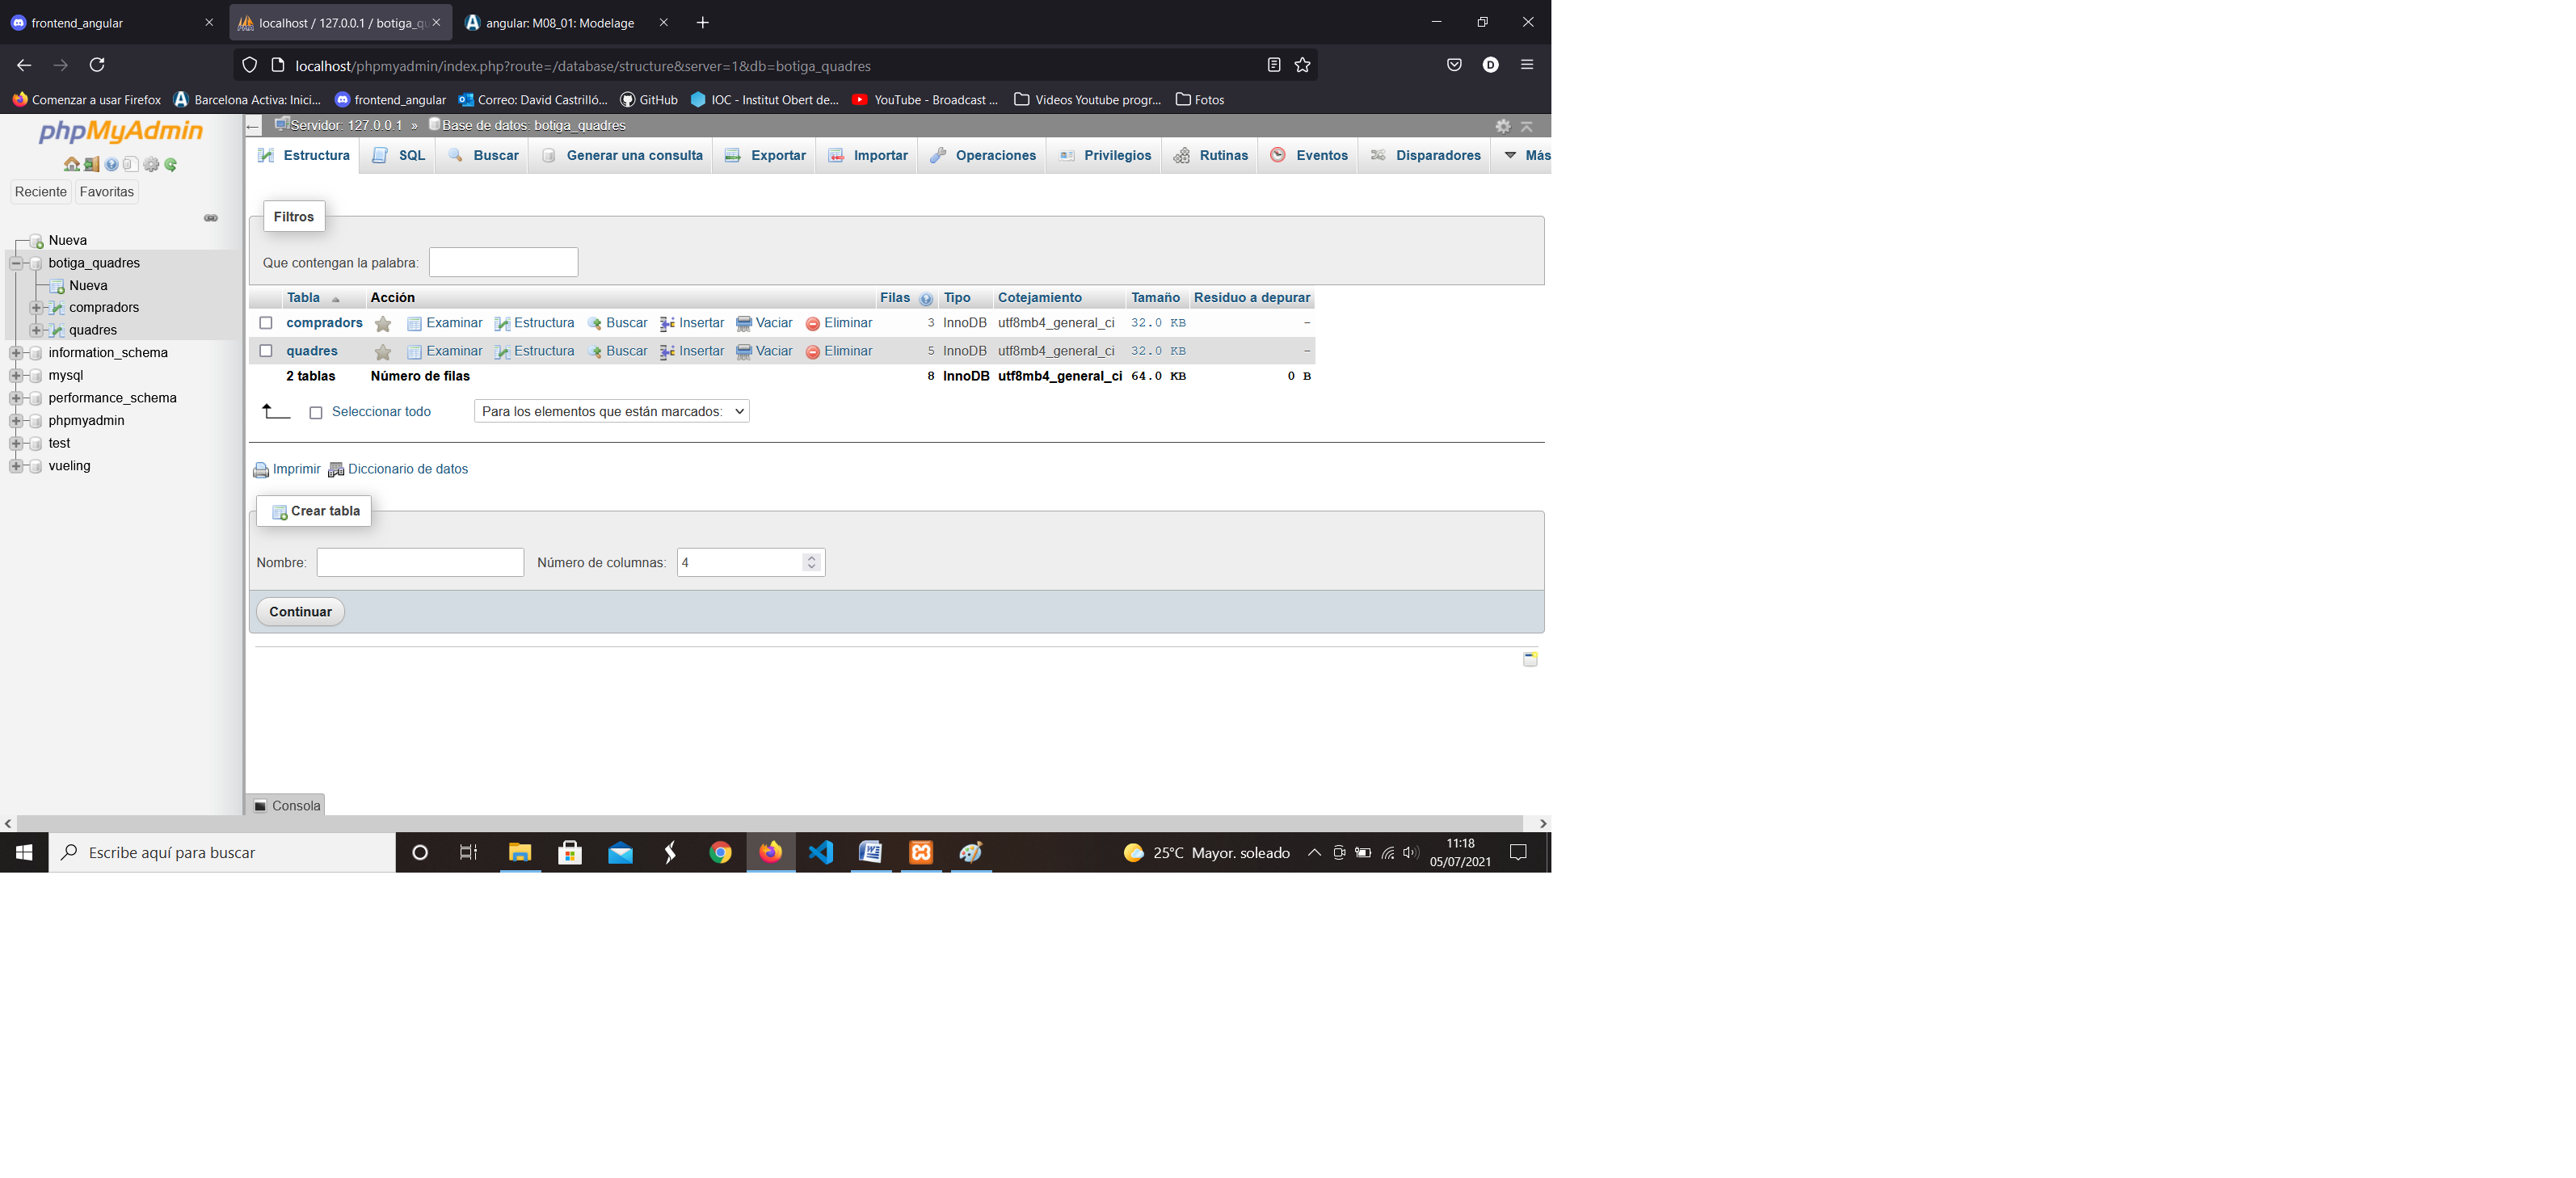 frontend_angular
localhost / 127.0.0.1 / botiga_qu
angular: M08_01: Modelage
localhost/phpmyadmin/index.php?route=/database/structure&server=1&db=botiga_quadres
D
Comenzar a usar Firefox
Barcelona Activa: Inici...
frontend_angular
Correo: David Castrilló...
GitHub
IOC - Institut Obert de...
YouTube - Broadcast ...
Videos Youtube progr...
Fotos
phpMyAdmin
Reciente Favoritas
Nueva
botiga_quadres
Nueva
compradors
quadres
information_schema
mysql
performance_schema
phpmyadmin
test
vueling
Servidor: 127.0.0.1 » Base de datos: botiga_quadres
Estructura SQL Buscar Generar una consulta Exportar Importar Operaciones Privilegios Rutinas Eventos Disparadores Más
Filtros
Que contengan la palabra:
Tabla Acción Filas Tipo Cotejamiento Tamaño Residuo a depurar
compradors Examinar Estructura Buscar Insertar Vaciar Eliminar 3 InnoDB utf8mb4_general_ci 32.0 KB -
quadres Examinar Estructura Buscar Insertar Vaciar Eliminar 5 InnoDB utf8mb4_general_ci 32.0 KB -
2 tablas Número de filas 8 InnoDB utf8mb4_general_ci 64.0 KB 0 B
Seleccionar todo Para los elementos que están marcados:
Imprimir Diccionario de datos
Crear tabla
Nombre: Número de columnas: 4
Continuar
Consola
Escribe aquí para buscar
25°C Mayor. soleado
11:18
05/07/2021